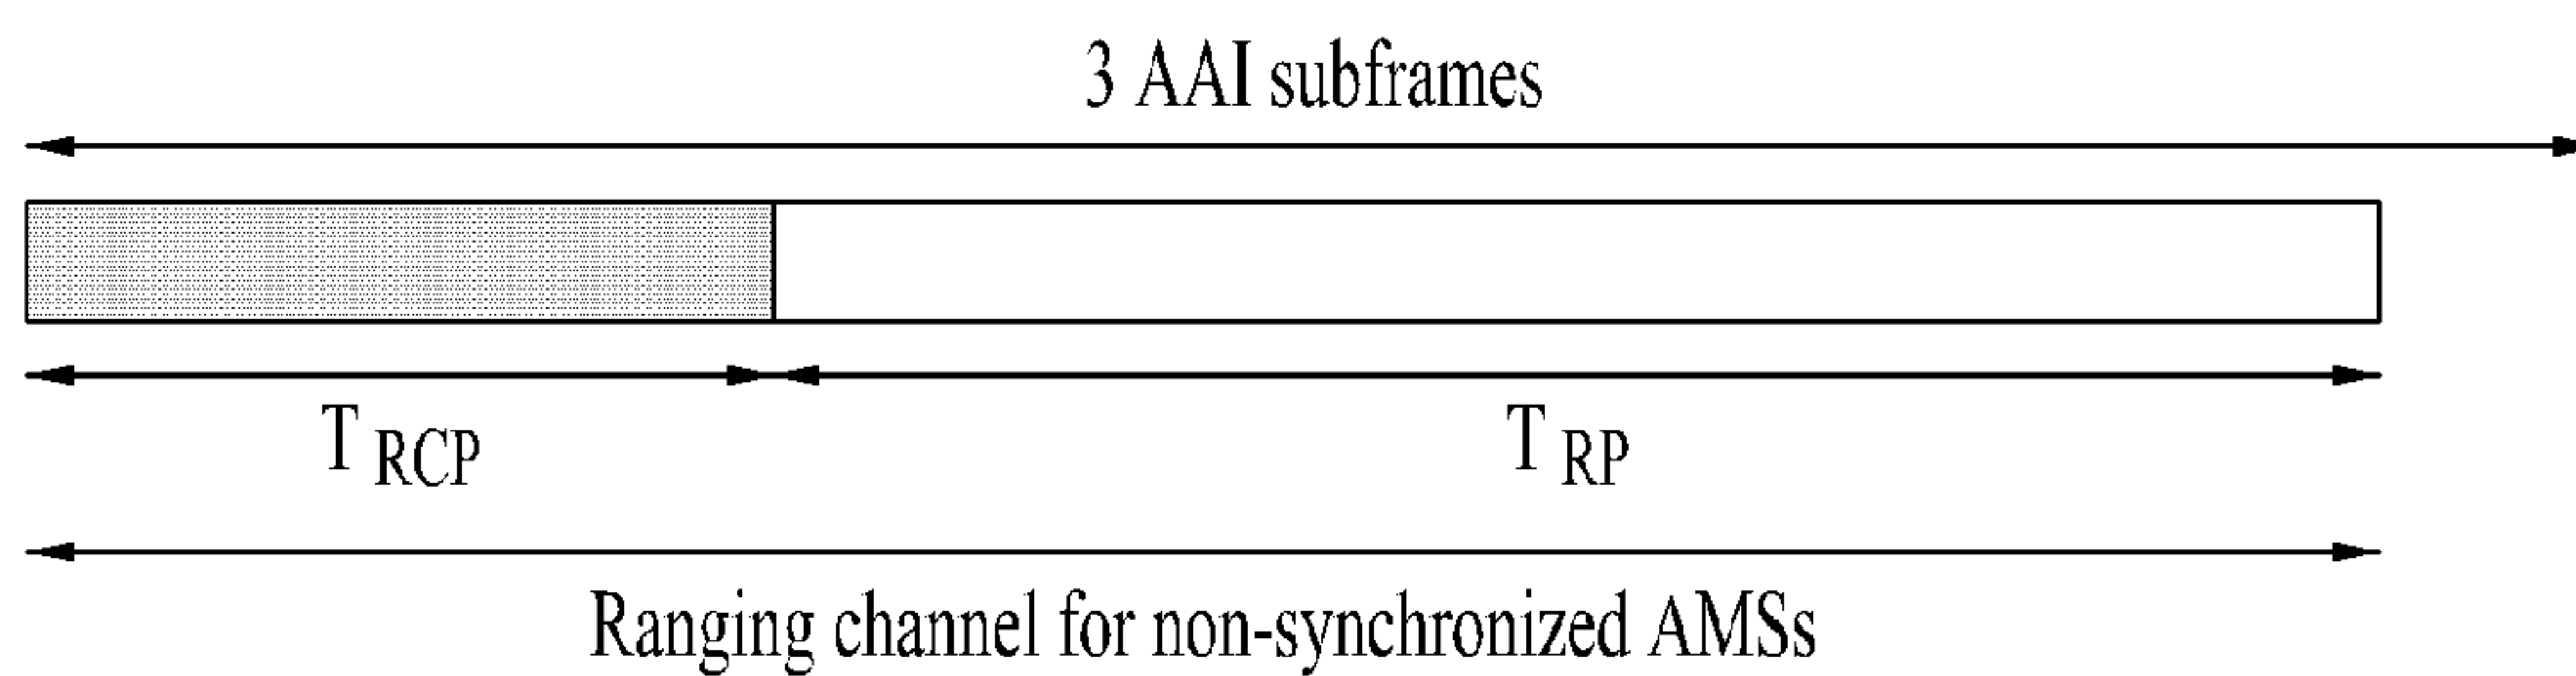 3 AAI subframes
T RCP
T RP
Ranging channel for non-synchronized AMSs